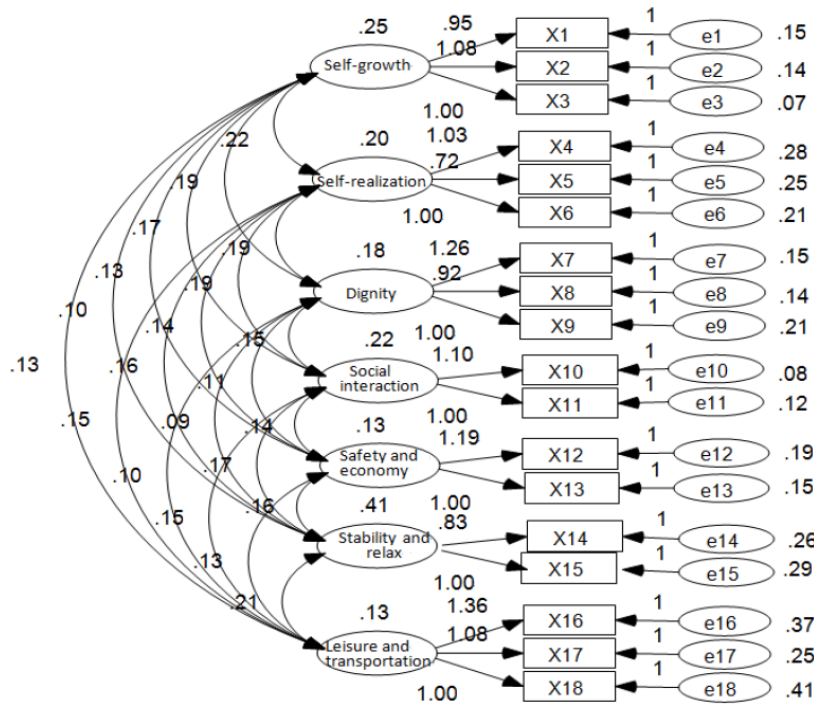 .25
.95
1.08
Self-growth
X1
1
e1
.15
X2
1
e2
.14
X3
1
e3
.07
1.00
.22
.20
1.03
.72
Self-realization
X4
1
e4
.28
X5
1
e5
.25
X6
1
e6
.21
1.00
.19
.17
.19
.18
1.26
.92
Dignity
X7
1
e7
.15
X8
1
e8
.14
X9
1
e9
.21
1.00
.13
.19
.10
.14
.15
.22
1.10
Social
interaction
X10
1
e10
.08
X11
1
e11
.12
1.00
.13
.16
.11
.13
1.19
Safety and
economy
X12
1
e12
.19
X13
1
e13
.15
1.00
.15
.09
.14
.17
.41
.83
Stability and
relax
X14
1
e14
.26
X15
1
e15
.29
1.00
.10
.16
.15
.13
.21
.13
1.36
1.08
Leisure and
transportation
X16
1
e16
.37
X17
1
e17
.25
X18
1
e18
.41
1.00